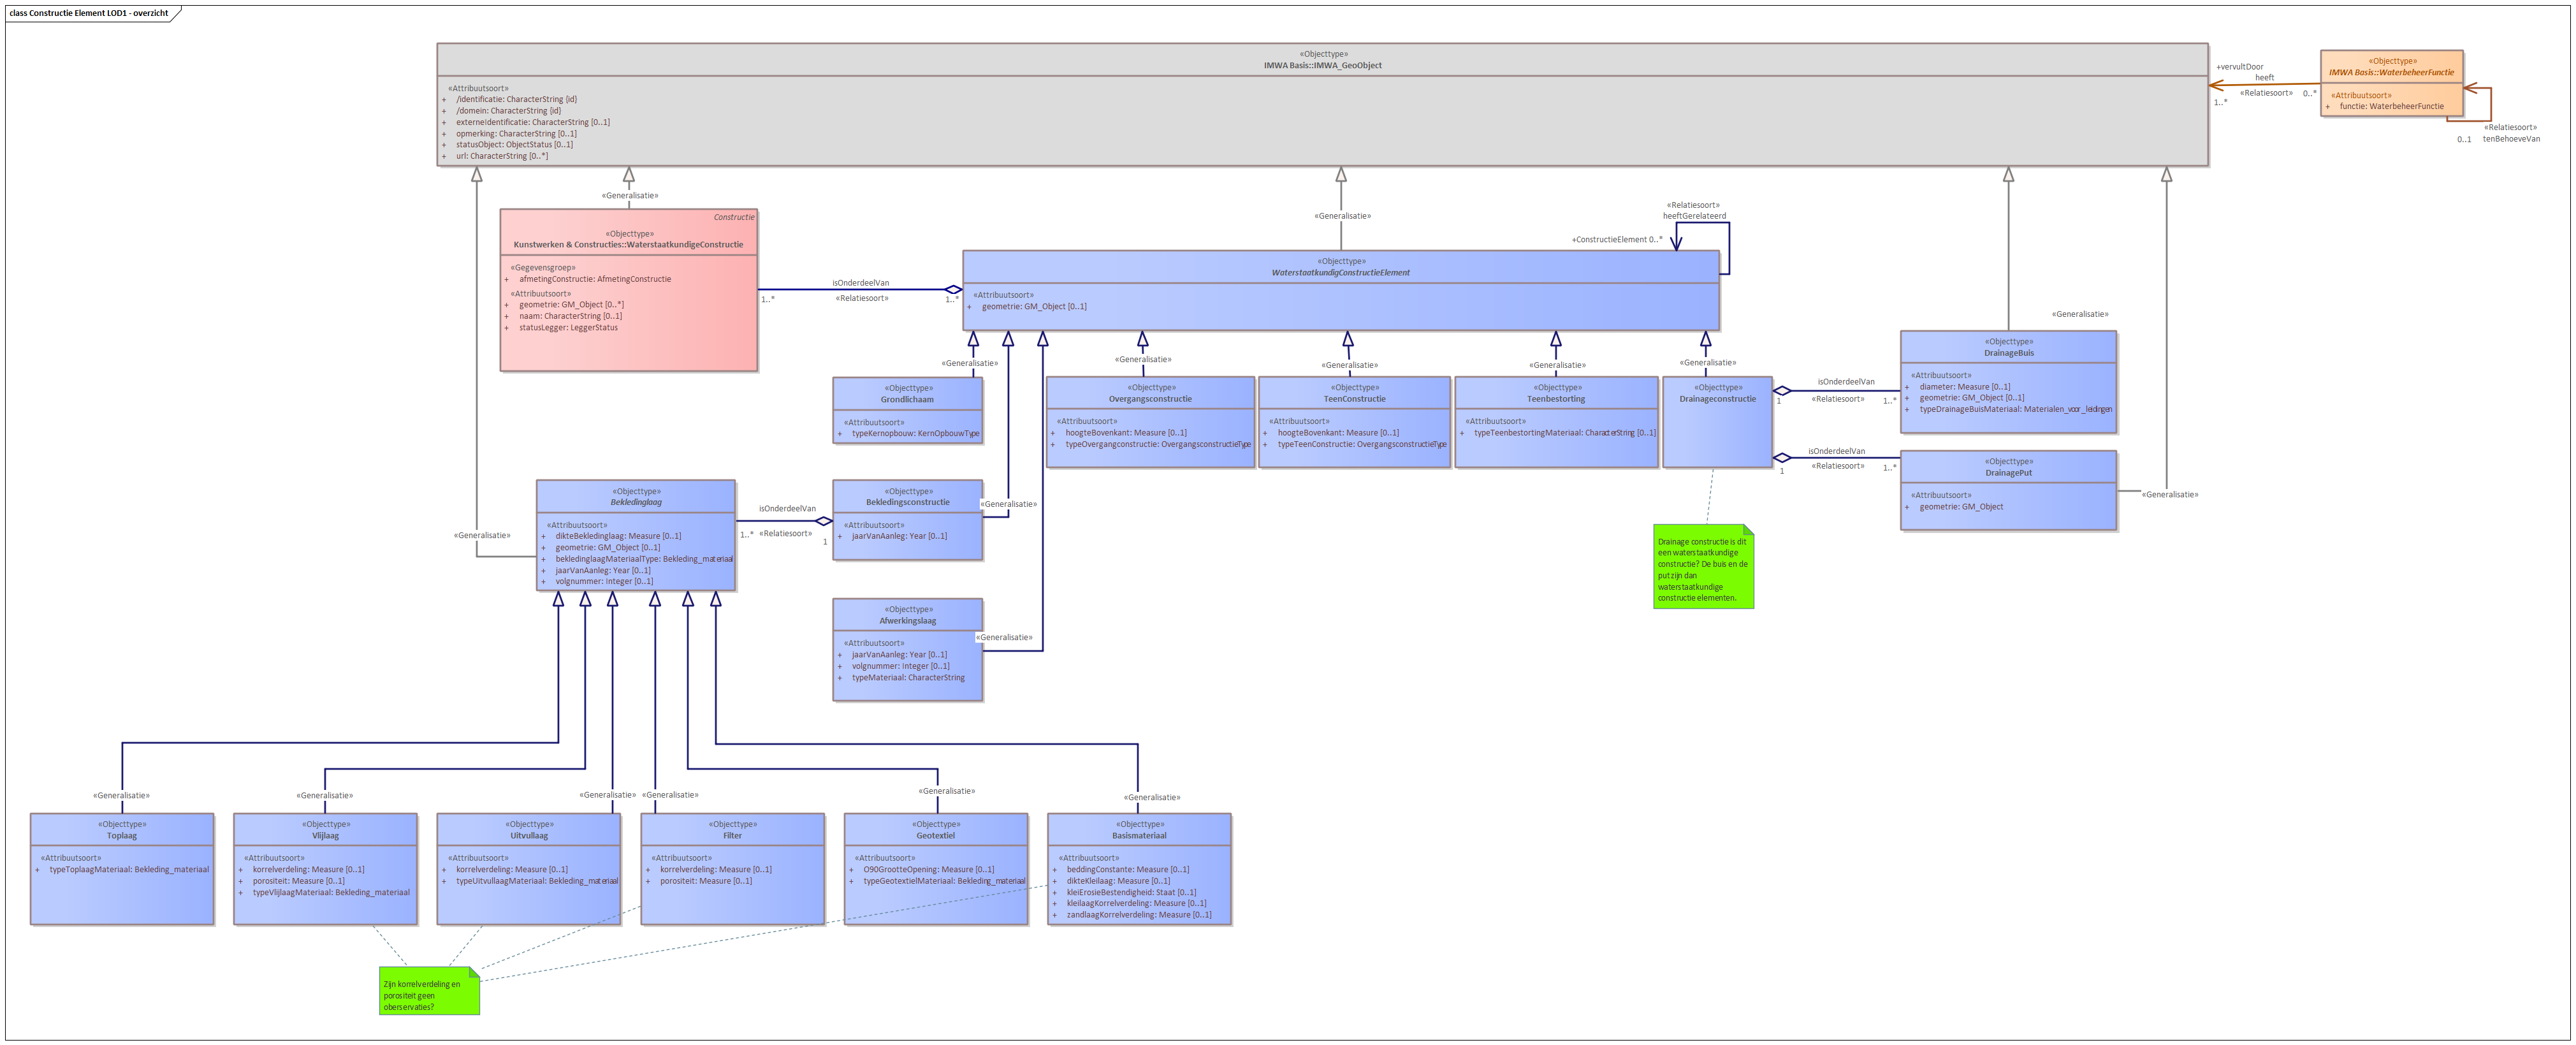 class Constructie Element LOD1 - overzicht
«Objecttype»
IMWA Basis::IMWA_GeoObject
«Attribuutsoort»
+ /identificatie: CharacterString {id}
+ /domein: CharacterString {id}
+ externeIdentificatie: CharacterString [0..1]
+ opmerking: CharacterString [0..1]
+ statusObject: ObjectStatus [0..1]
+ url: CharacterString [0..*]
+vervultDoor
heeft
«Relatiesoort»
0..*
1..*
«Objecttype»
IMWA Basis::WaterbeheerFunctie
«Attribuutsoort»
+ functie: WaterbeheerFunctie
«Relatiesoort»
0..1
tenBehoeveVan
«Generalisatie»
«Generalisatie»
Constructie
«Objecttype»
Kunstwerken & Constructies::WaterstaatkundigeConstructie
«Gegevensgroep»
+ afmetingConstructie: AfmetingConstructie
«Attribuutsoort»
+ geometrie: GM_Object [0..*]
+ naam: CharacterString [0..1]
+ statusLegger: LeggerStatus
isOnderdeelVan
1..*
«Relatiesoort»
1..*
«Relatiesoort»
heeftGerelateerd
+ConstructieElement 0..*
«Objecttype»
WaterstaatkundigConstructieElement
«Attribuutsoort»
+ geometrie: GM_Object [0..1]
«Generalisatie»
«Generalisatie»
«Generalisatie»
«Generalisatie»
«Generalisatie»
«Generalisatie»
«Objecttype»
Grondlichaam
«Attribuutsoort»
+ typeKernopbouw: KernOpbouwType
«Objecttype»
Overgangsconstructie
«Attribuutsoort»
+ hoogteBovenkant: Measure [0..1]
+ typeOvergangconstructie: OvergangsconstructieType
«Objecttype»
TeenConstructie
«Attribuutsoort»
+ hoogteBovenkant: Measure [0..1]
+ typeTeenConstructie: OvergangsconstructieType
«Objecttype»
Teenbestorting
«Attribuutsoort»
+ typeTeenbestortingMateriaal: CharacterString [0..1]
«Objecttype»
Drainageconstructie
isOnderdeelVan
1
«Relatiesoort»
1..*
«Objecttype»
DrainageBuis
«Attribuutsoort»
+ diameter: Measure [0..1]
+ geometrie: GM_Object [0..1]
+ typeDrainageBuisMateriaal: Materialen_voor_leidingen
isOnderdeelVan
1
«Relatiesoort»
1..*
«Objecttype»
DrainagePut
«Attribuutsoort»
+ geometrie: GM_Object
«Generalisatie»
Drainage constructie is dit
een waterstaatkundige
constructie? De buis en de
put zijn dan
waterstaatkundige
constructie elementen.
«Generalisatie»
«Objecttype»
Bekledinglaag
«Attribuutsoort»
+ dikteBekledinglaag: Measure [0..1]
+ geometrie: GM_Object [0..1]
+ bekledinglaagMateriaalType: Bekleding_materiaal
+ jaarVanAanleg: Year [0..1]
+ volgnummer: Integer [0..1]
isOnderdeelVan
1..*
«Relatiesoort»
1
«Objecttype»
Bekledingsconstructie
«Attribuutsoort»
+ jaarVanAanleg: Year [0..1]
«Generalisatie»
«Objecttype»
Afwerkingslaag
«Attribuutsoort»
+ jaarVanAanleg: Year [0..1]
+ volgnummer: Integer [0..1]
+ typeMateriaal: CharacterString
«Generalisatie»
«Generalisatie»
«Generalisatie»
«Generalisatie»
«Generalisatie»
«Generalisatie»
«Generalisatie»
«Objecttype»
Toplaag
«Attribuutsoort»
+ typeToplaagMateriaal: Bekleding_materiaal
«Objecttype»
Vlijlaag
«Attribuutsoort»
+ korrelverdeling: Measure [0..1]
+ porositeit: Measure [0..1]
+ typeVlijlaagMateriaal: Bekleding_materiaal
«Objecttype»
Uitvullaag
«Attribuutsoort»
+ korrelverdeling: Measure [0..1]
+ typeUitvullaagMateriaal: Bekleding_materiaal
«Objecttype»
Filter
«Attribuutsoort»
+ korrelverdeling: Measure [0..1]
+ porositeit: Measure [0..1]
«Objecttype»
Geotextiel
«Attribuutsoort»
+ O90GrootteOpening: Measure [0..1]
+ typeGeotextielMateriaal: Bekleding_materiaal
«Objecttype»
Basismateriaal
«Attribuutsoort»
+ beddingConstante: Measure [0..1]
+ dikteKleilaag: Measure [0..1]
+ kleiErosieBestendigheid: Staat [0..1]
+ kleilaagKorrelverdeling: Measure [0..1]
+ zandlaagKorrelverdeling: Measure [0..1]
Zijn korrelverdeling en
porositeit geen
oberservaties?